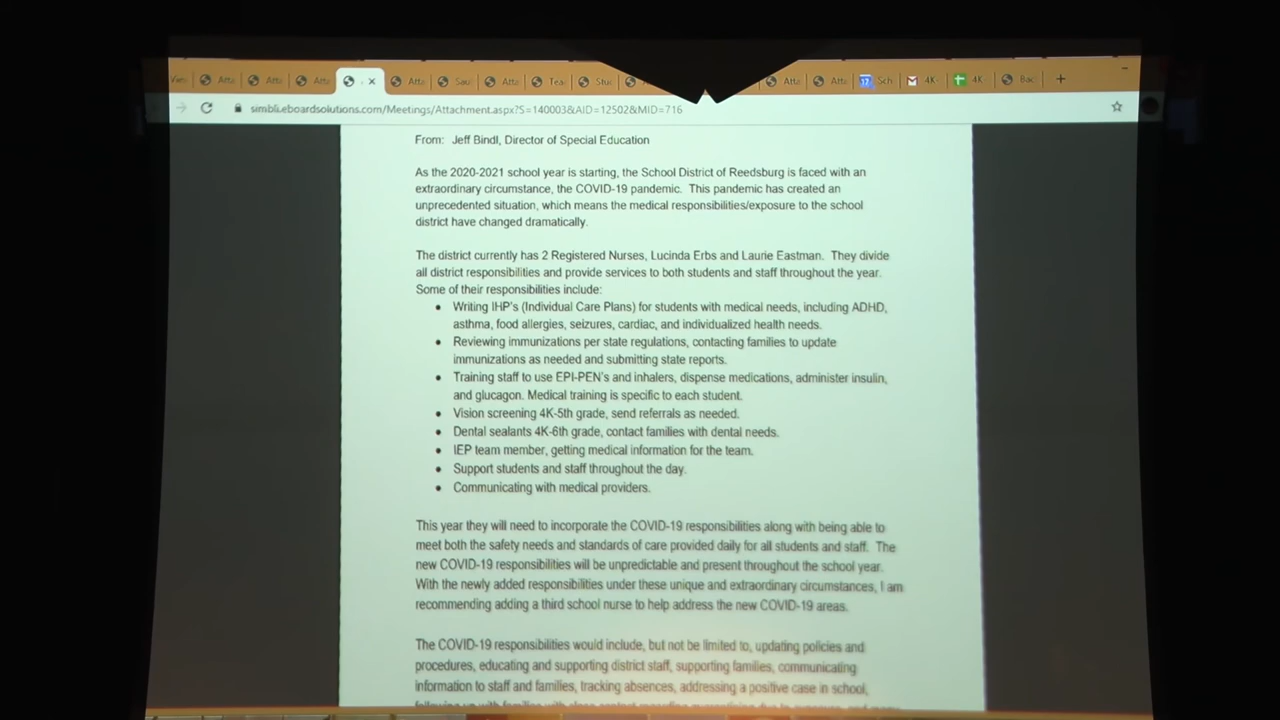 Atta
Atta
Atta
Atta
Sau
Atta
Tea
Stu
Atta
Atta
Sch
4K-
4K-
Bac
simbli.eboardsolutions.com/Meetings/Attachment.aspx?S=140003&AID=12502&MID=716
From: Jeff Bindl, Director of Special Education
As the 2020-2021 school year is starting, the School District of Reedsburg is faced with an
extraordinary circumstance, the COVID-19 pandemic. This pandemic has created an
unprecedented situation, which means the medical responsibilities/exposure to the school
district have changed dramatically.
The district currently has 2 Registered Nurses, Lucinda Erbs and Laurie Eastman. They divide
all district responsibilities and provide services to both students and staff throughout the year.
Some of their responsibilities include:
• Writing IHP's (Individual Care Plans) for students with medical needs, including ADHD,
asthma, food allergies, seizures, cardiac, and individualized health needs.
• Reviewing immunizations per state regulations, contacting families to update
immunizations as needed and submitting state reports.
• Training staff to use EPI-PEN's and inhalers, dispense medications, administer insulin,
and glucagon. Medical training is specific to each student.
• Vision screening 4K-5th grade, send referrals as needed.
• Dental sealants 4K-6th grade, contact families with dental needs.
• IEP team member, getting medical information for the team.
• Support students and staff throughout the day.
• Communicating with medical providers.
This year they will need to incorporate the COVID-19 responsibilities along with being able to
meet both the safety needs and standards of care provided daily for all students and staff. The
new COVID-19 responsibilities will be unpredictable and present throughout the school year.
With the newly added responsibilities under these unique and extraordinary circumstances, I am
recommending adding a third school nurse to help address the new COVID-19 areas.
The COVID-19 responsibilities would include, but not be limited to, updating policies and
procedures, educating and supporting district staff, supporting families, communicating
information to staff and families, tracking absences, addressing a positive case in school,